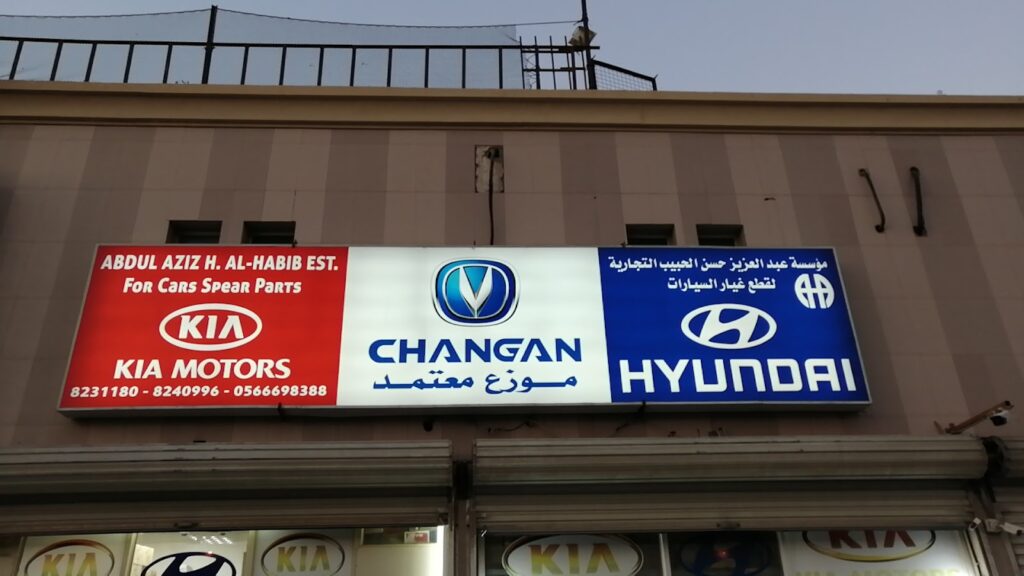 ABDUL AZIZ H. AL-HABIB EST.
FOR CARS SPEAR PARTS
KIA
KIA MOTORS
8231180 - 8240996 - 0566698388
CHANGAN
موزع معتمد
مؤسسة عبد العزيز حسن الحبيب التجارية
لقطع غيار السيارات
HYUNDAI
KIA
KIA
KIA
KIA